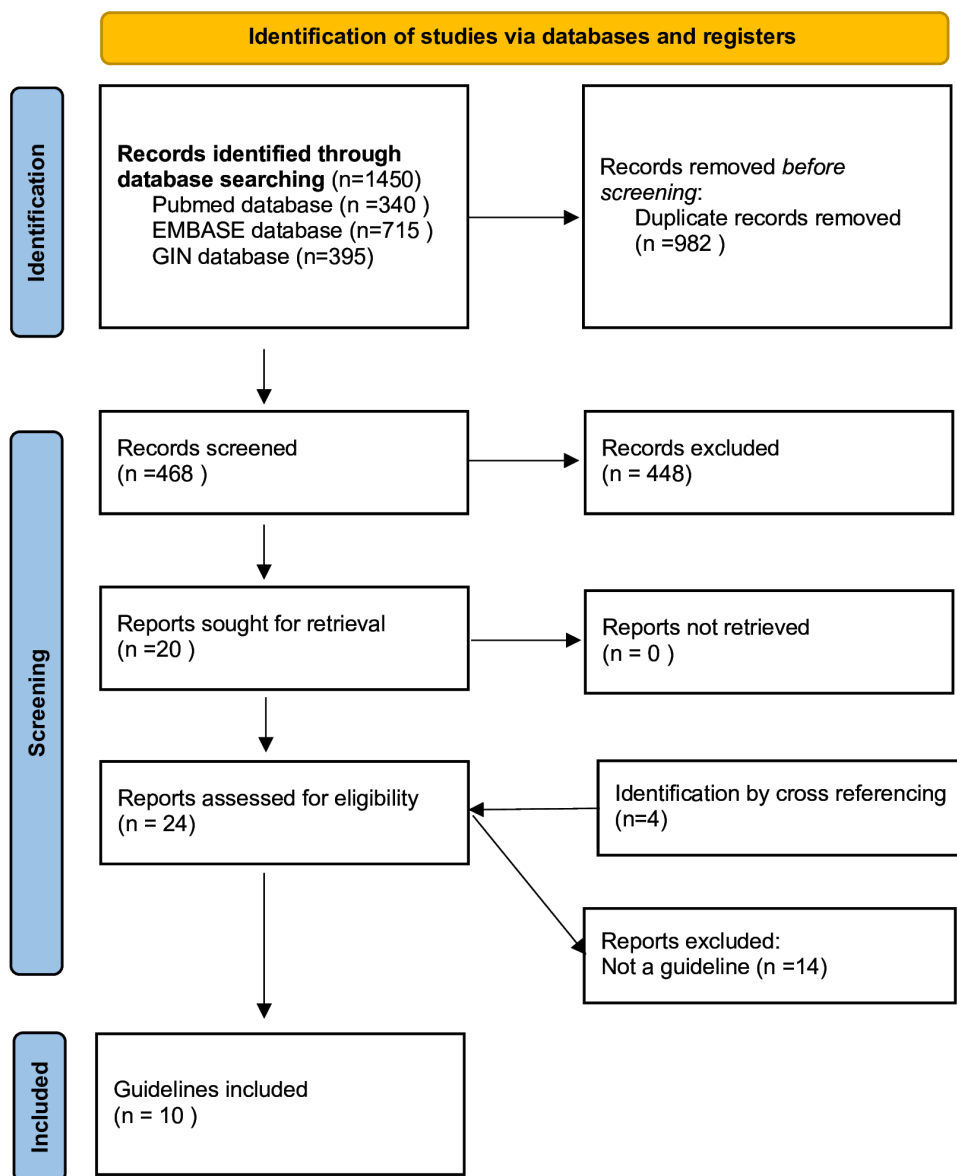 Identification of studies via databases and registers
Identification
Records identified through
database searching (n=1450)
Pubmed database (n =340 )
EMBASE database (n=715 )
GIN database (n=395)
Records removed before
screening:
Duplicate records removed
(n =982 )
Screening
Records screened
(n =468 )
Records excluded
(n = 448)
Reports sought for retrieval
(n =20 )
Reports not retrieved
(n = 0 )
Reports assessed for eligibility
(n = 24)
Identification by cross referencing
(n=4)
Reports excluded:
Not a guideline (n =14)
Included
Guidelines included
(n = 10 )